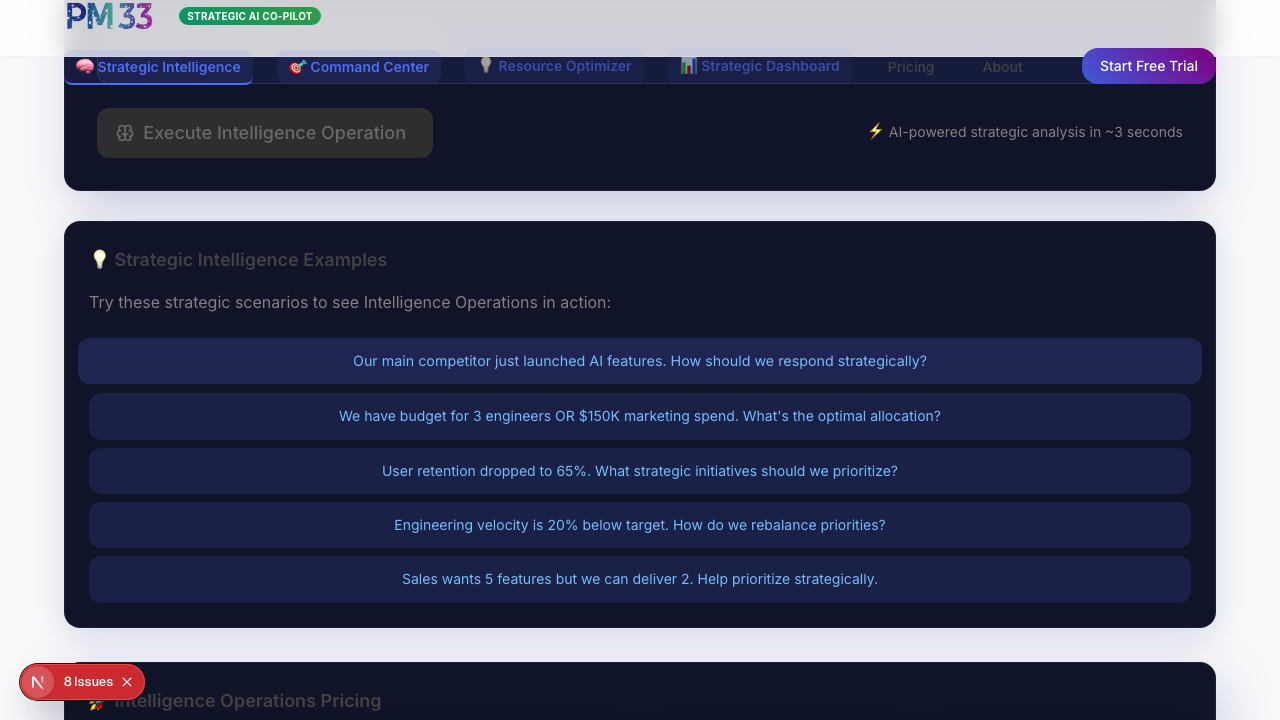 PM 33
STRATEGIC AI CO-PILOT
Strategic Intelligence
Command Center
Resource Optimizer
Strategic Dashboard
Pricing
About
Start Free Trial
Execute Intelligence Operation
AI-powered strategic analysis in ~3 seconds
Strategic Intelligence Examples
Try these strategic scenarios to see Intelligence Operations in action:
Our main competitor just launched AI features. How should we respond strategically?
We have budget for 3 engineers OR $150K marketing spend. What's the optimal allocation?
User retention dropped to 65%. What strategic initiatives should we prioritize?
Engineering velocity is 20% below target. How do we rebalance priorities?
Sales wants 5 features but we can deliver 2. Help prioritize strategically.
8 Issues
Intelligence Operations Pricing